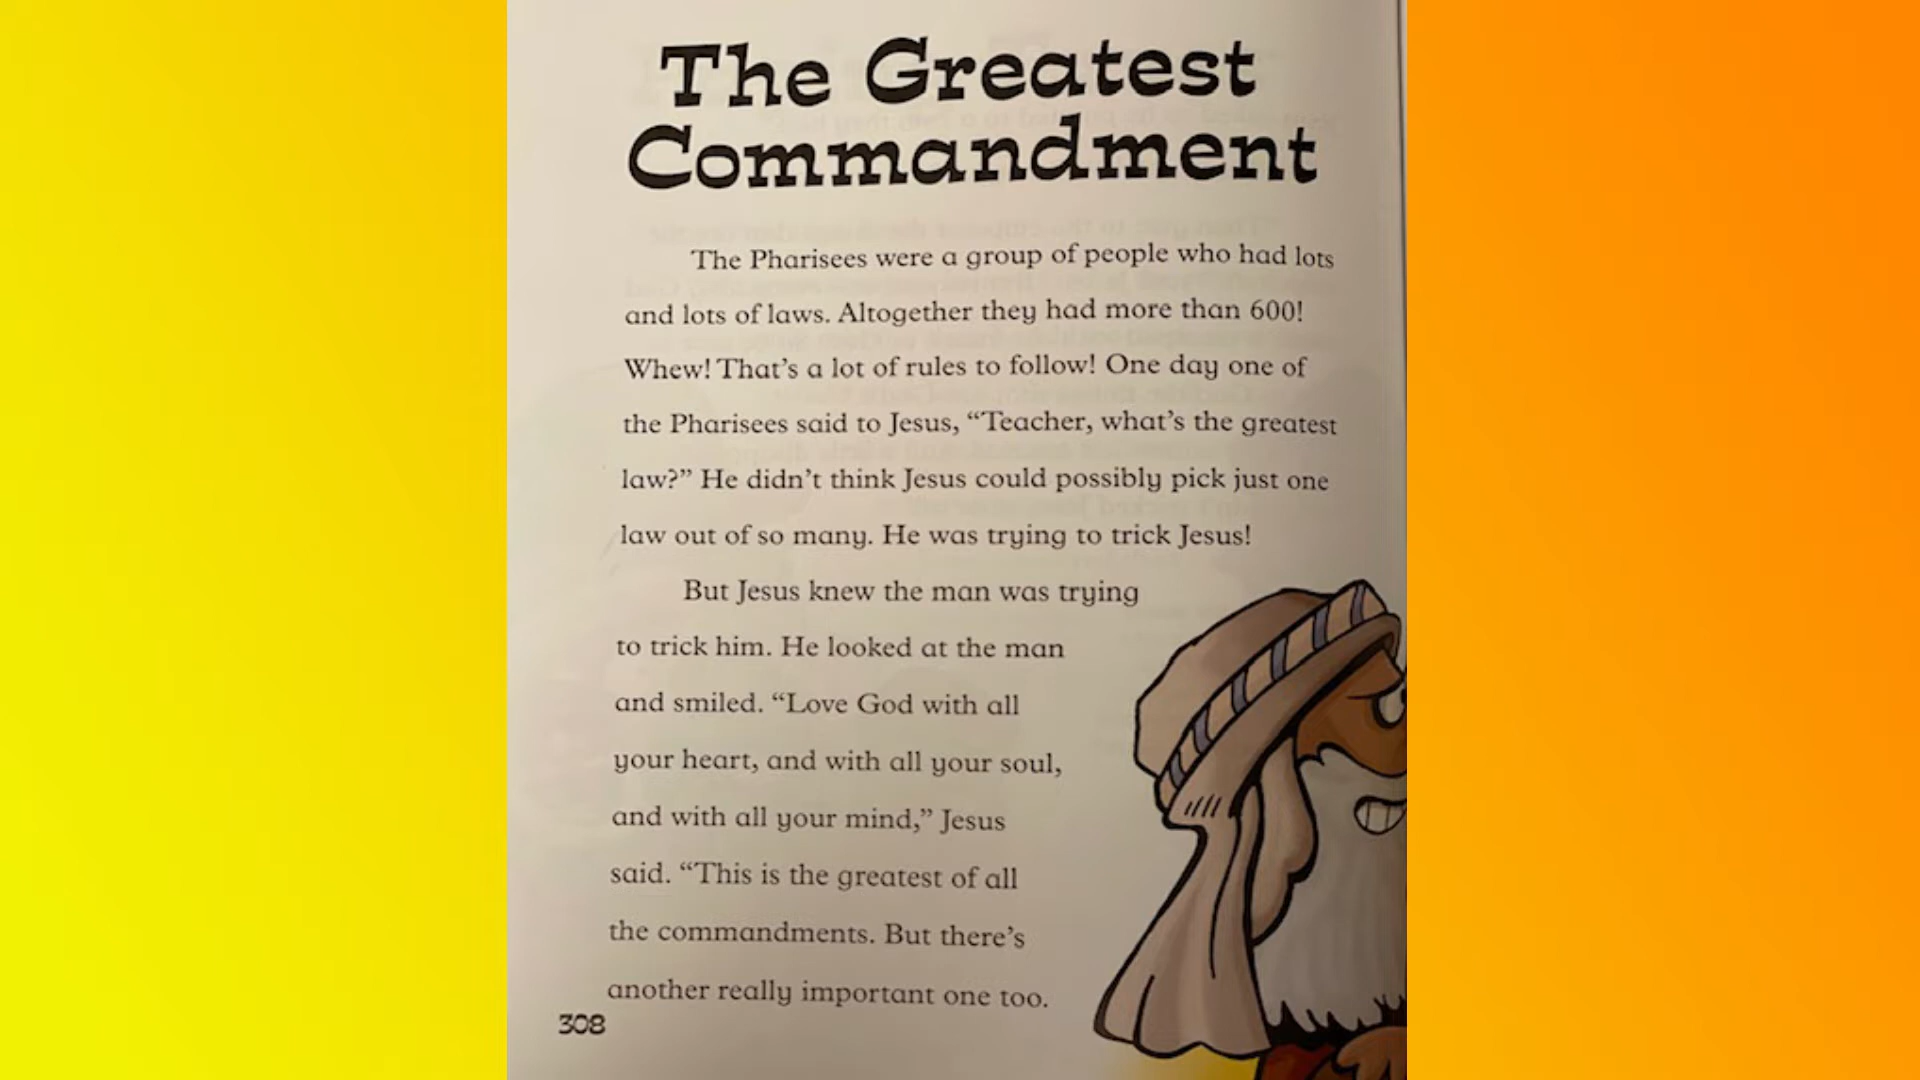 The Greatest
Commandment
The Pharisees were a group of people who had lots
and lots of laws. Altogether they had more than 600!
Whew! That's a lot of rules to follow! One day one of
the Pharisees said to Jesus, “Teacher, what's the greatest
law?” He didn't think Jesus could possibly pick just one
law out of so many. He was trying to trick Jesus!
But Jesus knew the man was trying
to trick him. He looked at the man
and smiled. “Love God with all
your heart, and with all your soul,
and with all your mind,” Jesus
said. “This is the greatest of all
the commandments. But there's
another really important one too.
308